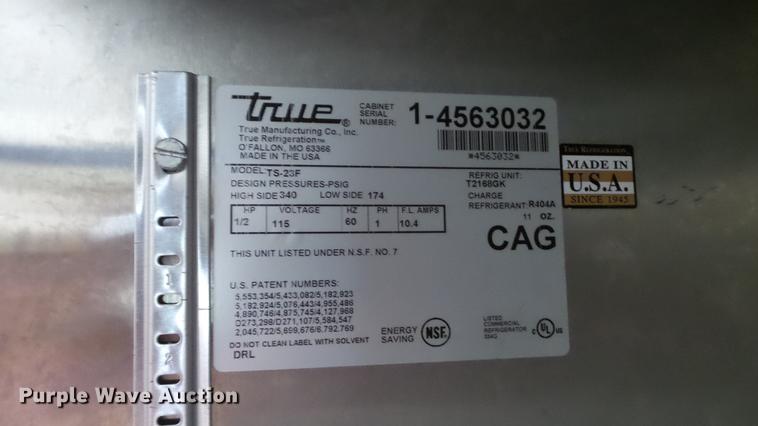 true®
True Manufacturing Co., Inc.
True Refrigeration™
O'FALLON, MO 63366
MADE IN THE USA
CABINET SERIAL NUMBER: 1-4563032
*4563032*
MODEL: TS-23F
REFRIG UNIT: T2168GK
DESIGN PRESSURES-PSIG
HIGH SIDE 340 LOW SIDE 174
CHARGE
REFRIGERANT: R404A
11 OZ.
HP VOLTAGE HZ PH F.L. AMPS
1/2 115 60 1 10.4
CAG
THIS UNIT LISTED UNDER N.S.F. NO. 7
U.S. PATENT NUMBERS:
5,553,354/5,433,082/5,182,923
5,182,924/5,076,443/4,955,486
4,890,746/4,875,745/4,127,968
D273,298/D271,107/5,584,547
2,045,722/5,699,676/6,792,769
DO NOT CLEAN LABEL WITH SOLVENT
DRL
ENERGY SAVING
NSF.
LISTED
COMMERCIAL
REFRIGERATOR
C UL US
TRUE REFRIGERATION
MADE IN
U.S.A.
SINCE 1945
1
2
Purple Wave Auction